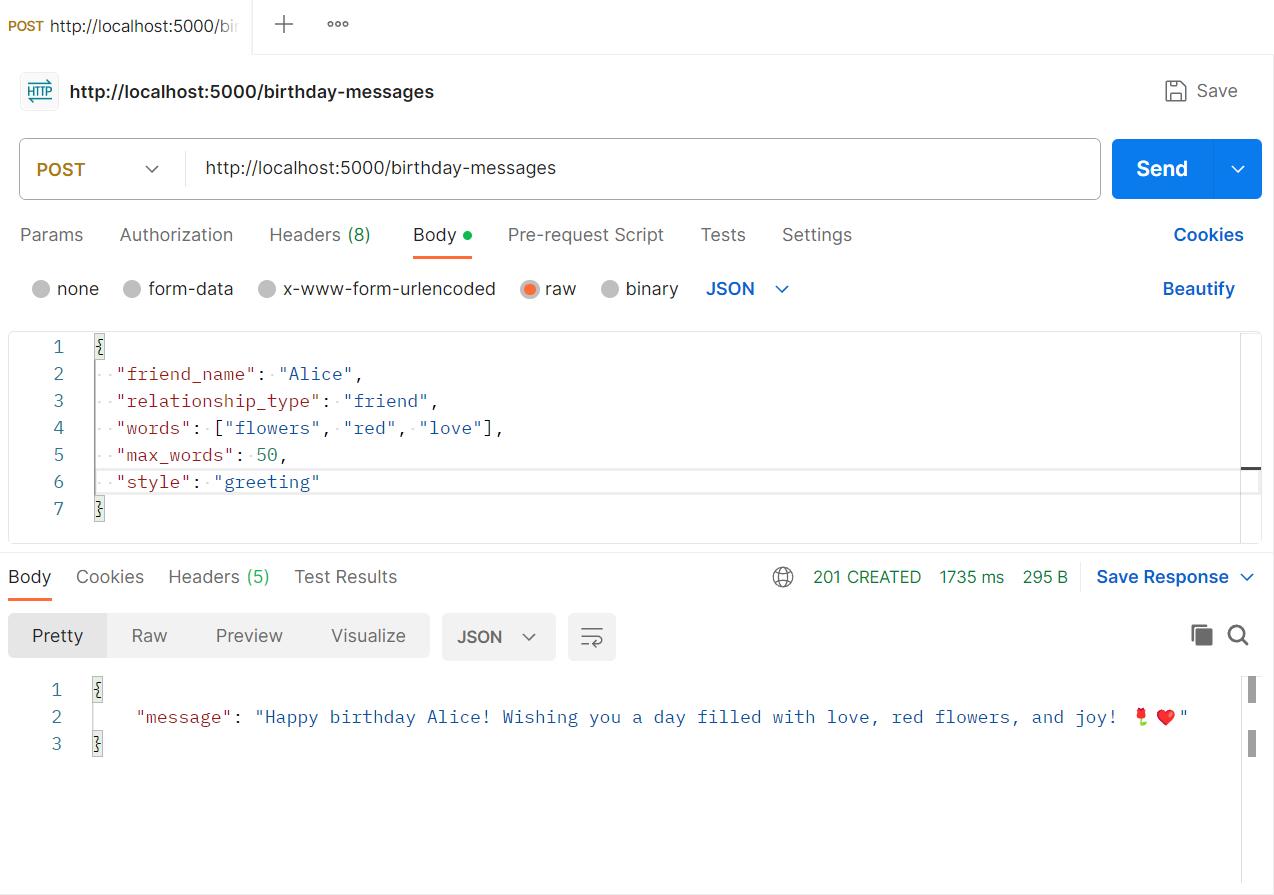 POST http://localhost:5000/bir
HTTP http://localhost:5000/birthday-messages Save
POST http://localhost:5000/birthday-messages Send
Params Authorization Headers (8) Body Pre-request Script Tests Settings Cookies
none form-data x-www-form-urlencoded raw binary JSON Beautify
1 {
2 "friend_name": "Alice",
3 "relationship_type": "friend",
4 "words": ["flowers", "red", "love"],
5 "max_words": 50,
6 "style": "greeting"
7 }
Body Cookies Headers (5) Test Results 201 CREATED 1735 ms 295 B Save Response
Pretty Raw Preview Visualize JSON
1 {
2 "message": "Happy birthday Alice! Wishing you a day filled with love, red flowers, and joy! 🌷❤️"
3 }